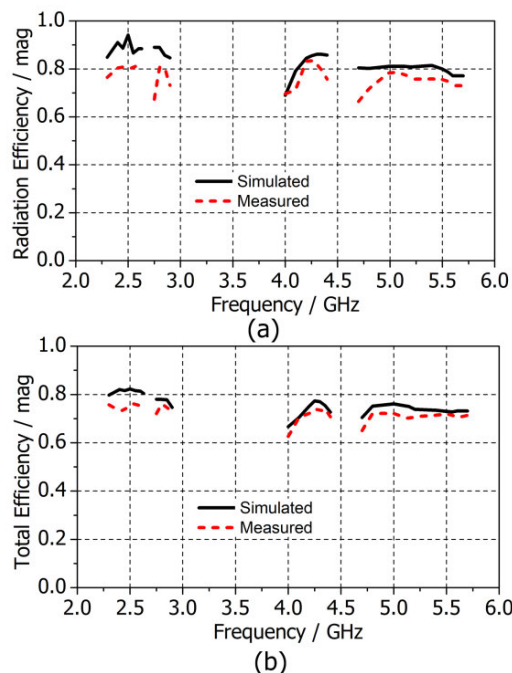 Radiation Efficiency / mag
1.0
0.8
0.6
0.4
0.2
0.0
Simulated
Measured
2.0 2.5 3.0 3.5 4.0 4.5 5.0 5.5 6.0
Frequency / GHz
(a)
Total Efficiency / mag
1.0
0.8
0.6
0.4
0.2
0.0
Simulated
Measured
2.0 2.5 3.0 3.5 4.0 4.5 5.0 5.5 6.0
Frequency / GHz
(b)